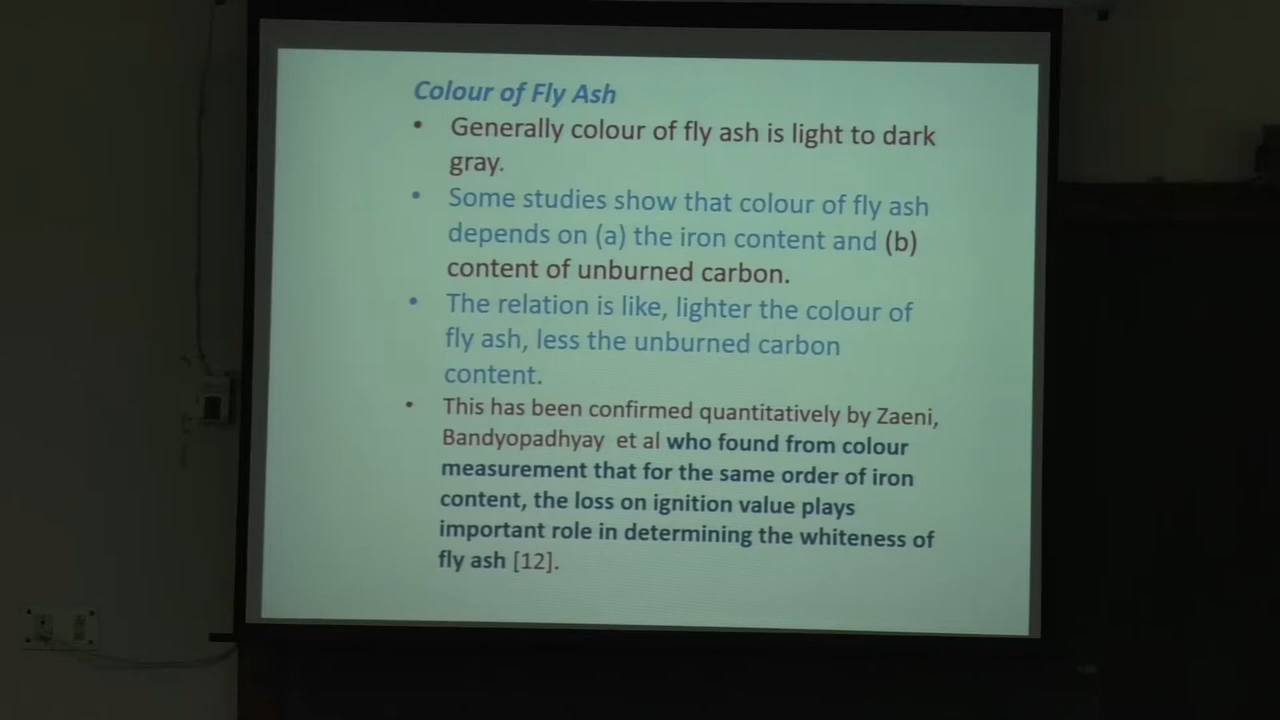 Colour of Fly Ash
• Generally colour of fly ash is light to dark
gray.
• Some studies show that colour of fly ash
depends on (a) the iron content and (b)
content of unburned carbon.
• The relation is like, lighter the colour of
fly ash, less the unburned carbon
content.
• This has been confirmed quantitatively by Zaeni,
Bandyopadhyay et al who found from colour
measurement that for the same order of iron
content, the loss on ignition value plays
important role in determining the whiteness of
fly ash [12].